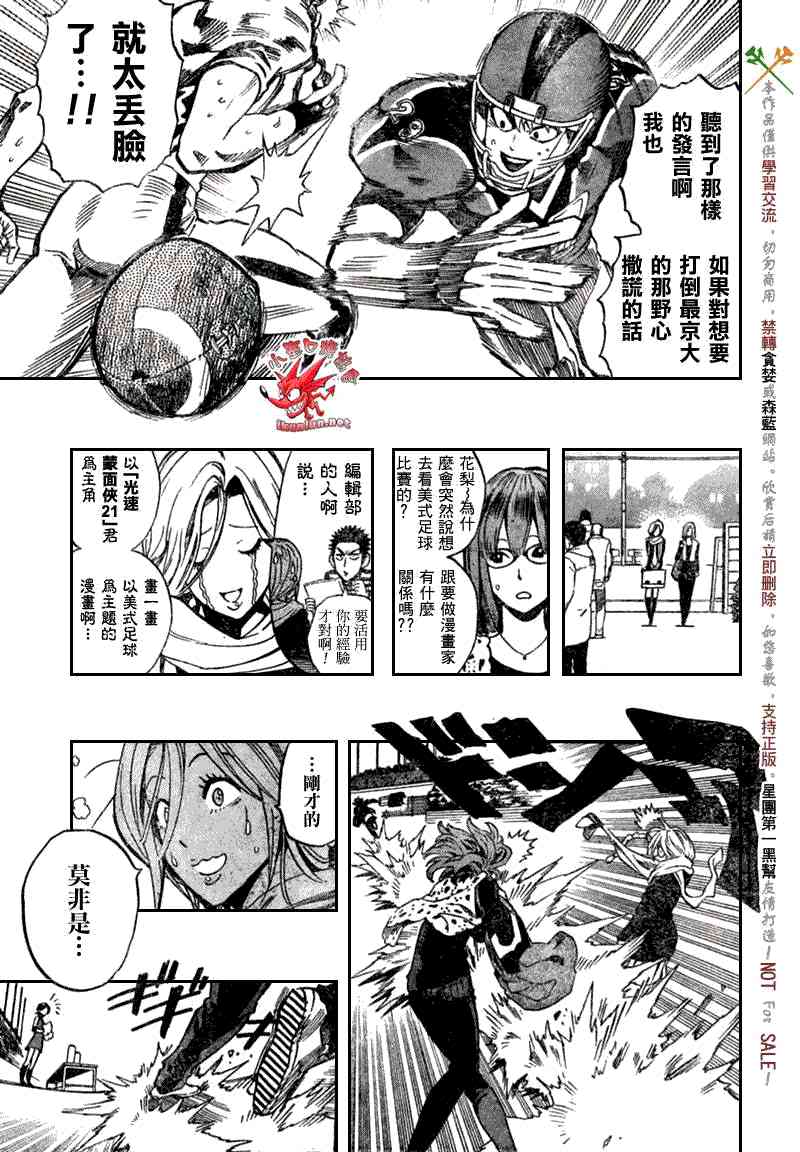 聽到了那樣
的發言啊
我也
如果對想要
打倒最京大
的那野心
撒謊的話
就太丟臉
了…!!
花梨~為什
麼會突然說想
去看美式足球
比賽的?
跟要做漫畫家
有什麼
關係嗎??
編輯部
的人啊
說…
要活用
你的經驗
才對啊!
以『光速
蒙面俠21』君
為主角
畫一畫
以美式足球
為主題的
漫畫啊…
ドドンッ
…剛才的
莫非是…
本作品僅供學習交流，切勿商用，禁轉貪婪或森藍網站。欣賞后請立即刪除，如您喜歡，支持正版。星團第一黑幫友情打造—NOT For SALE—
ikumian.net